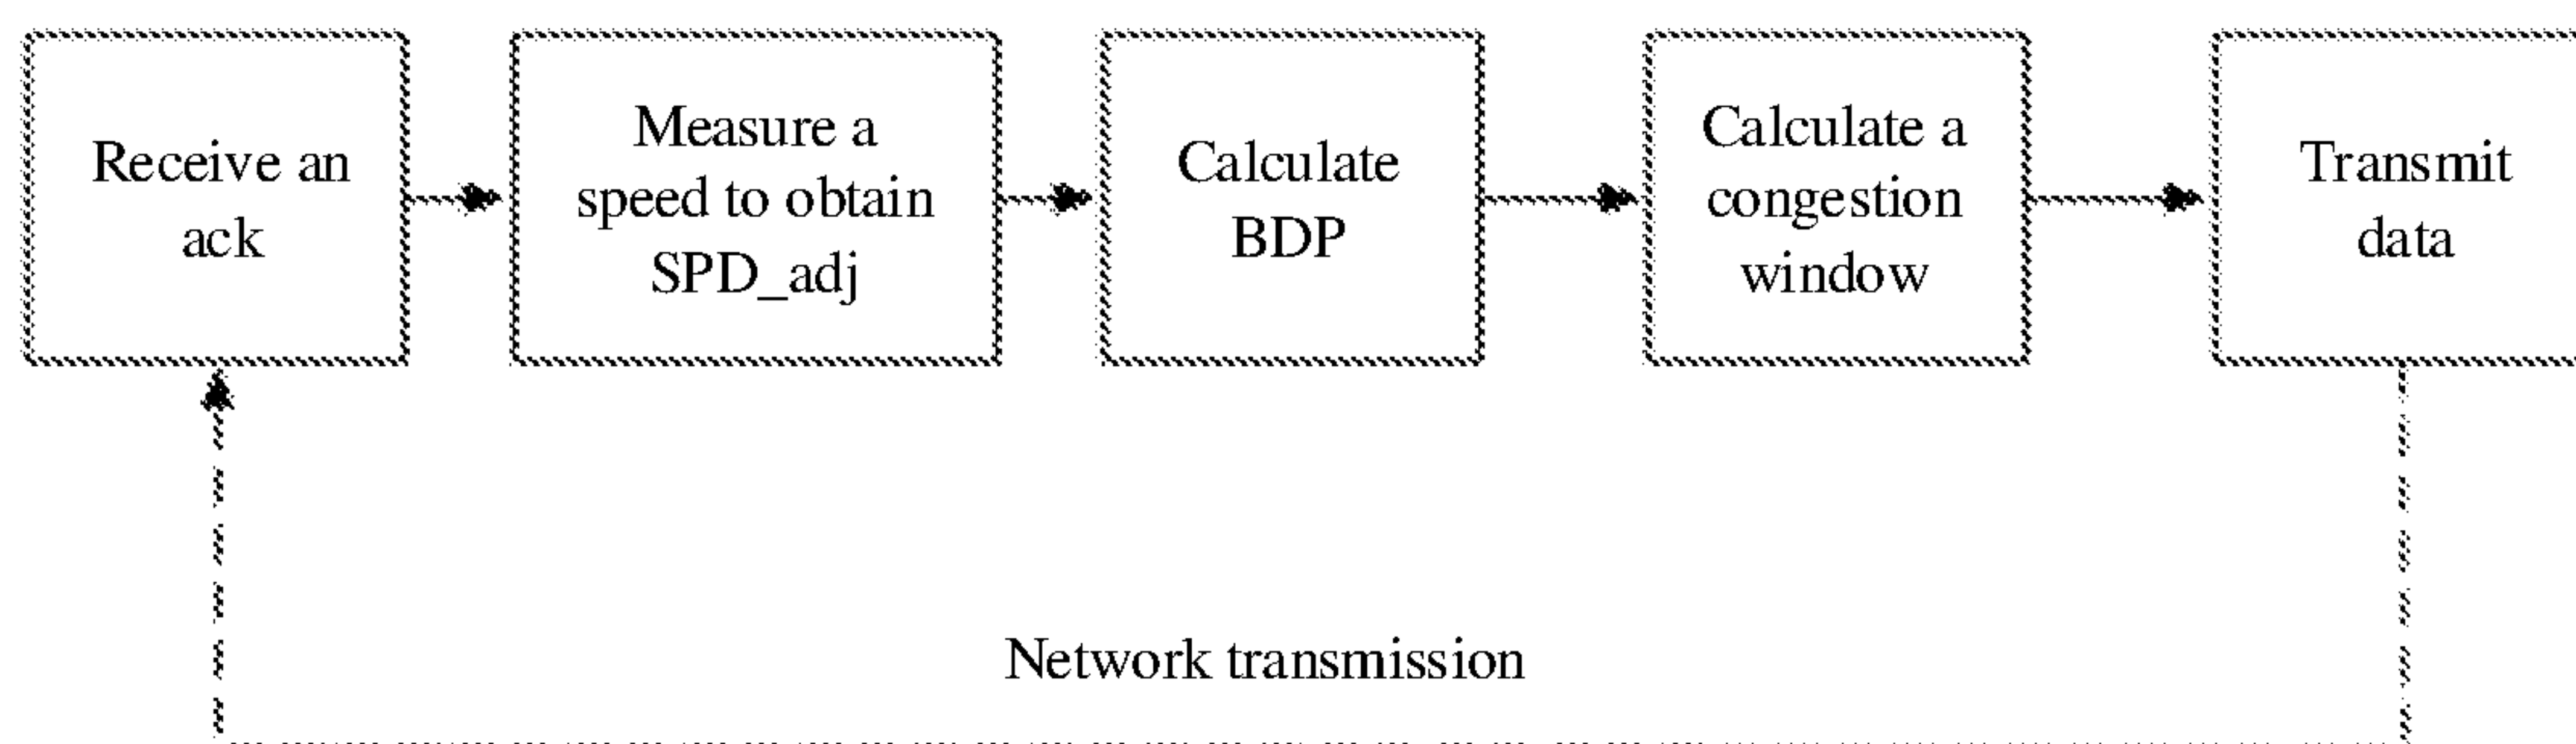 Receive an
ack
Measure a
speed to obtain
SPD_adj
Calculate
BDP
Calculate a
congestion
window
Transmit
data
Network transmission